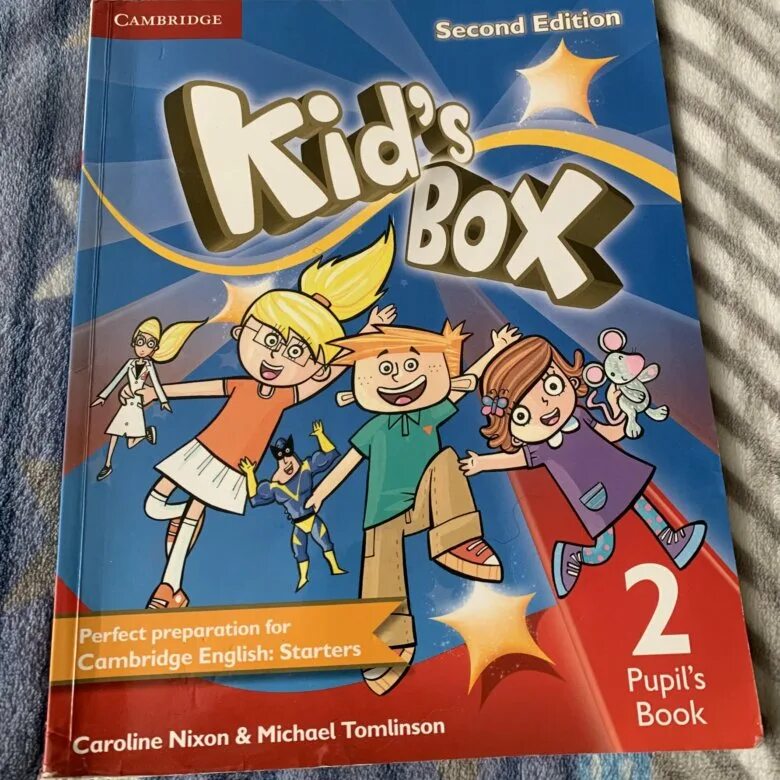 CAMBRIDGE
Second Edition
Kid's
BOX
Perfect preparation for
Cambridge English: Starters
2
Pupil's
Book
Caroline Nixon & Michael Tomlinson